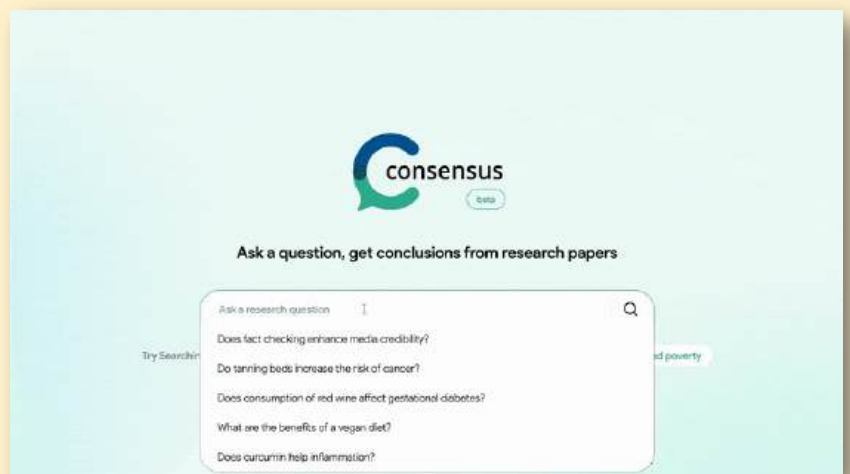 consensus
beta
Ask a question, get conclusions from research papers
Ask a research question
Does fact checking enhance media credibility?
Try Searchin
d poverty
Do tanning beds increase the risk of cancer?
Does consumption of red wine affect gestational diabetes?
What are the benefits of a vegan diet?
Does curcumin help inflammation?